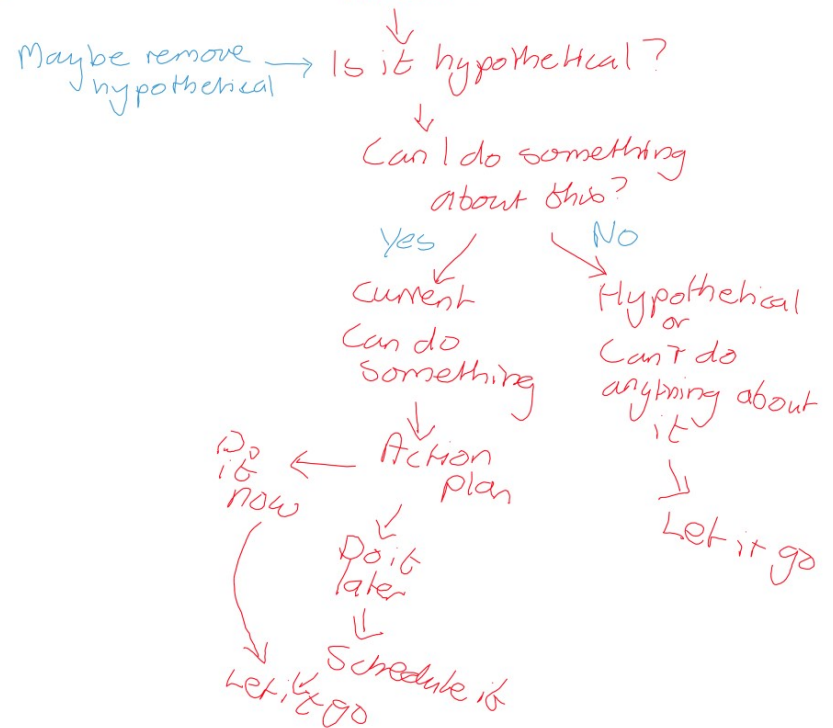 Maybe remove
hypothetical
Is it hypothetical?
Can I do something
about this?
Yes
No
Current
Can do
something
Hypothetical
or
Can't do
anything about
it
Action
plan
Do
it
now
Do it
later
Let it go
Schedule it
Let it go